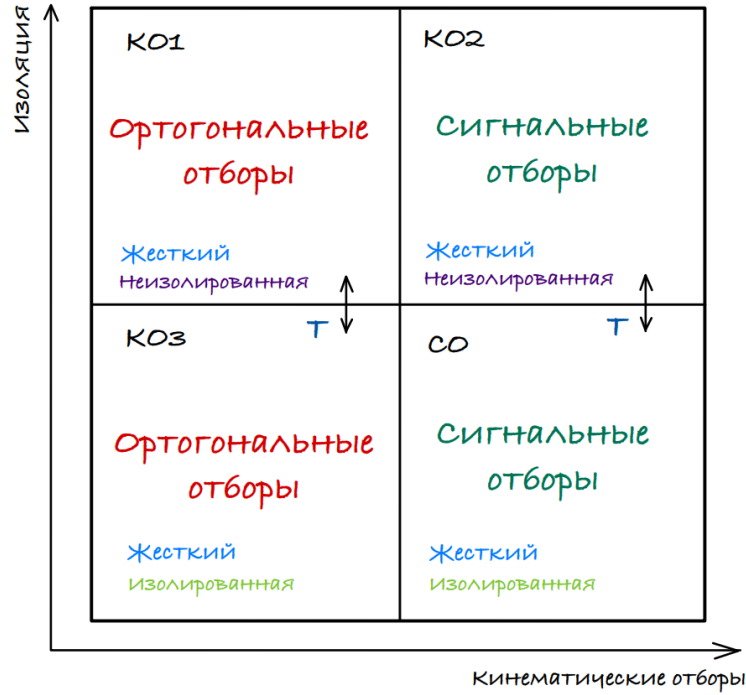 Изоляция
КО1
Ортогональные
отборы
Жесткий
Неизолированная
КО2
Сигнальные
отборы
Жесткий
Неизолированная
Т
Т
КО3
Ортогональные
отборы
Жесткий
Изолированная
СО
Сигнальные
отборы
Жесткий
Изолированная
Кинематические отборы